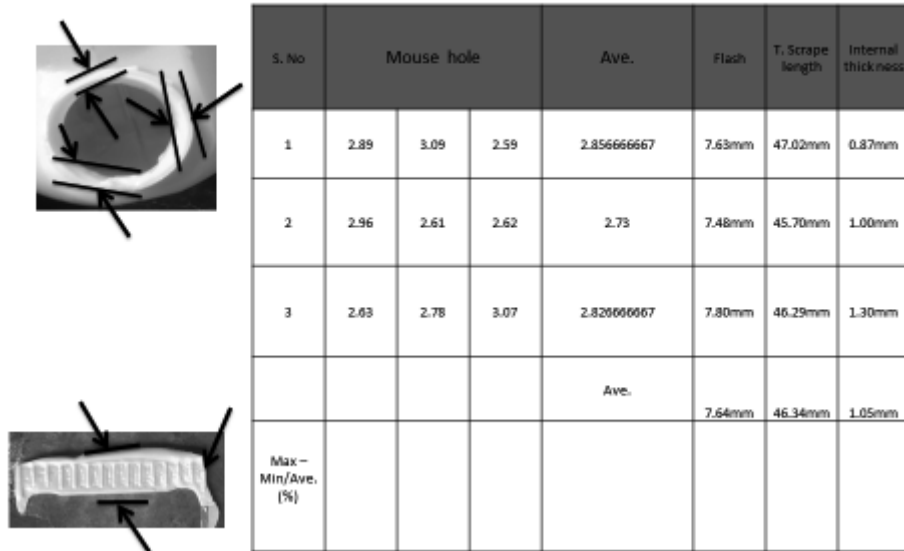 S. No Mouse hole Ave. Flash T. Scrape length Internal thickness
1 2.89 3.09 2.59 2.856666667 7.63mm 47.02mm 0.87mm
2 2.96 2.61 2.62 2.73 7.48mm 45.70mm 1.00mm
3 2.63 2.78 3.07 2.826666667 7.80mm 46.29mm 1.30mm
Ave. 7.64mm 46.34mm 1.05mm
Max –
Min/Ave.
(%)